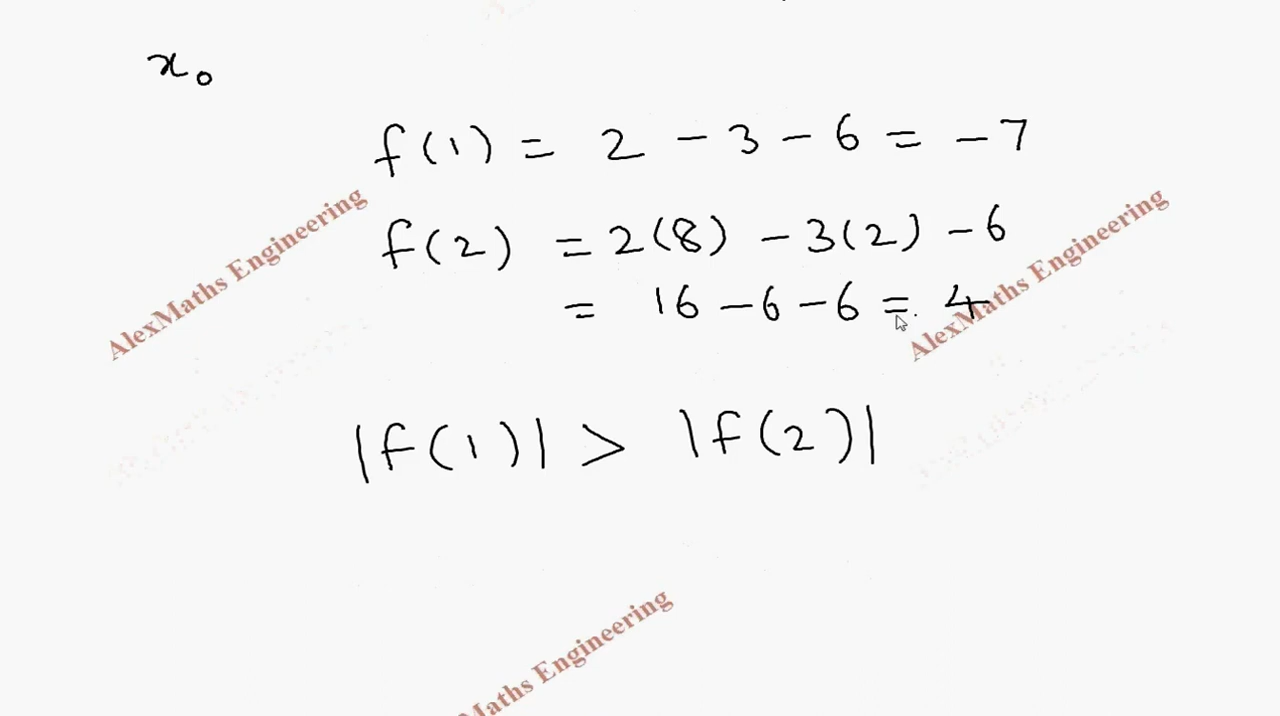 x₀
f(1) = 2 - 3 - 6 = -7
AlexMaths Engineering
f(2) = 2(8) - 3(2) - 6
AlexMaths Engineering
= 16 - 6 - 6 = 4
|f(1)| > |f(2)|
Maths Engineering